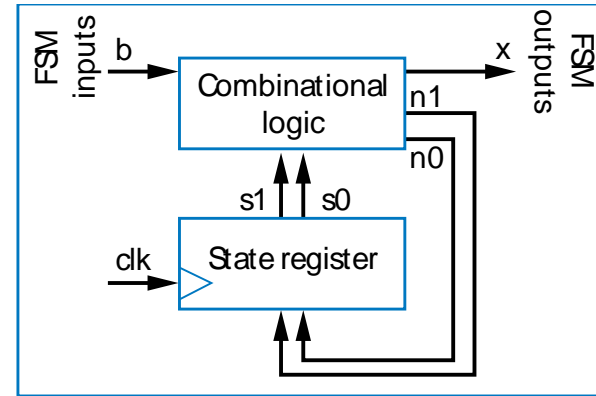 FSM
inputs
b
Combinational
logic
x
FSM
outputs
n1
n0
s1
s0
clk
State register